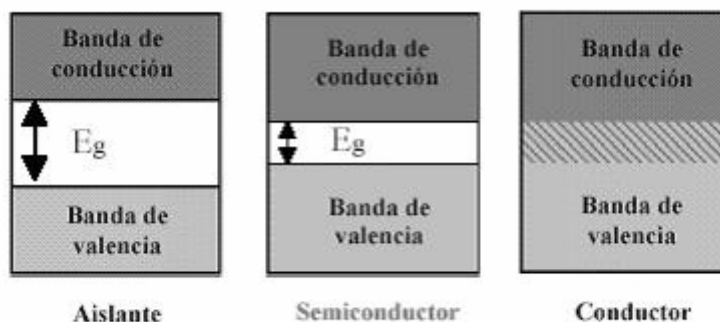 Banda de
conducción
Eg
Banda de
valencia
Aislante
Banda de
conducción
Eg
Banda de
valencia
Semiconductor
Banda de
conducción
Banda de
valencia
Conductor